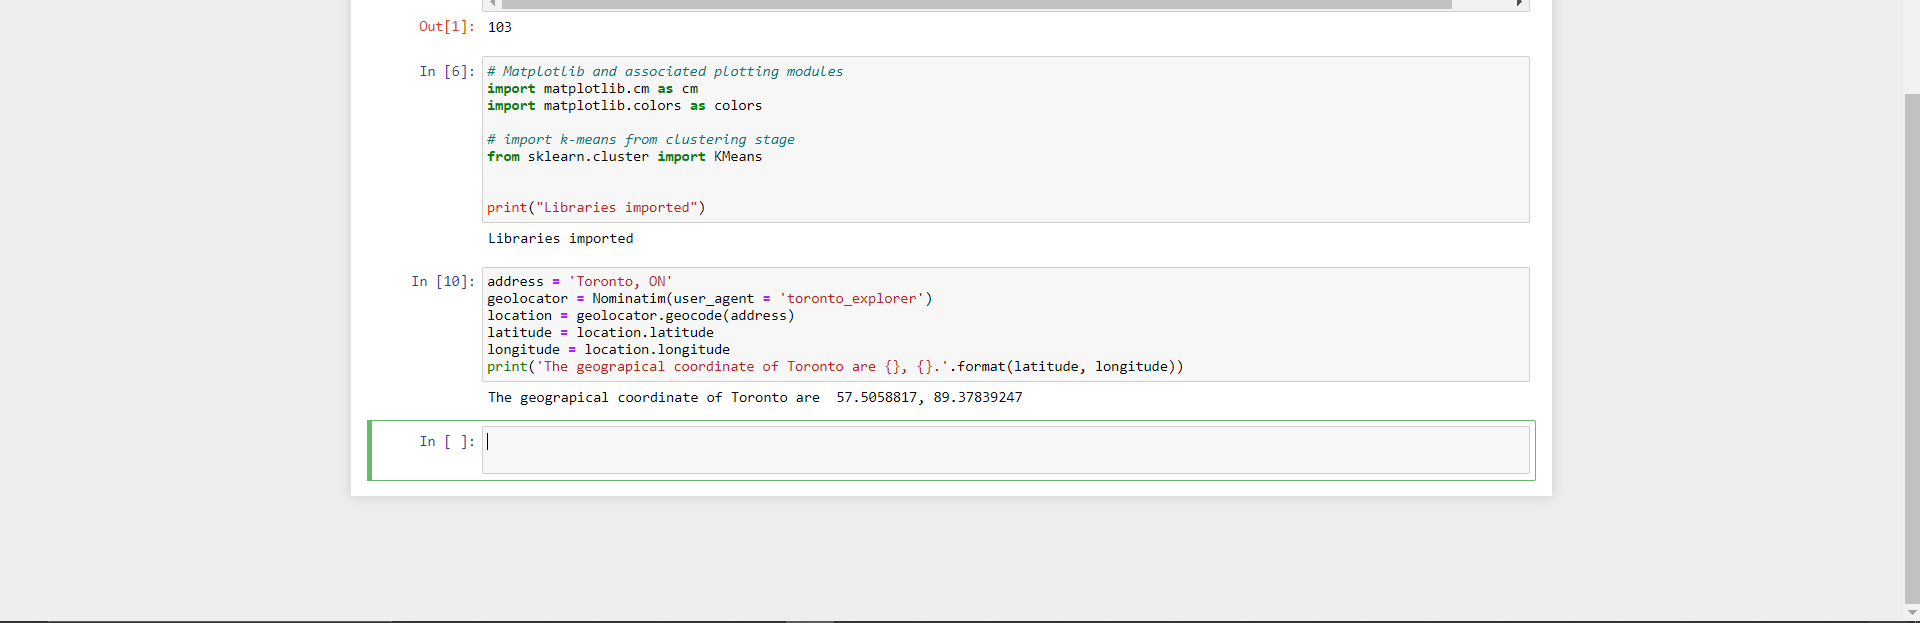 Out[1]: 103
In [6]: # Matplotlib and associated plotting modules
import matplotlib.cm as cm
import matplotlib.colors as colors
# import k-means from clustering stage
from sklearn.cluster import KMeans
print("Libraries imported")
Libraries imported
In [10]: address = 'Toronto, ON'
geolocator = Nominatim(user_agent = 'toronto_explorer')
location = geolocator.geocode(address)
latitude = location.latitude
longitude = location.longitude
print('The geograpical coordinate of Toronto are {}, {}.'.format(latitude, longitude))
The geograpical coordinate of Toronto are  57.5058817, 89.37839247
In [ ]: